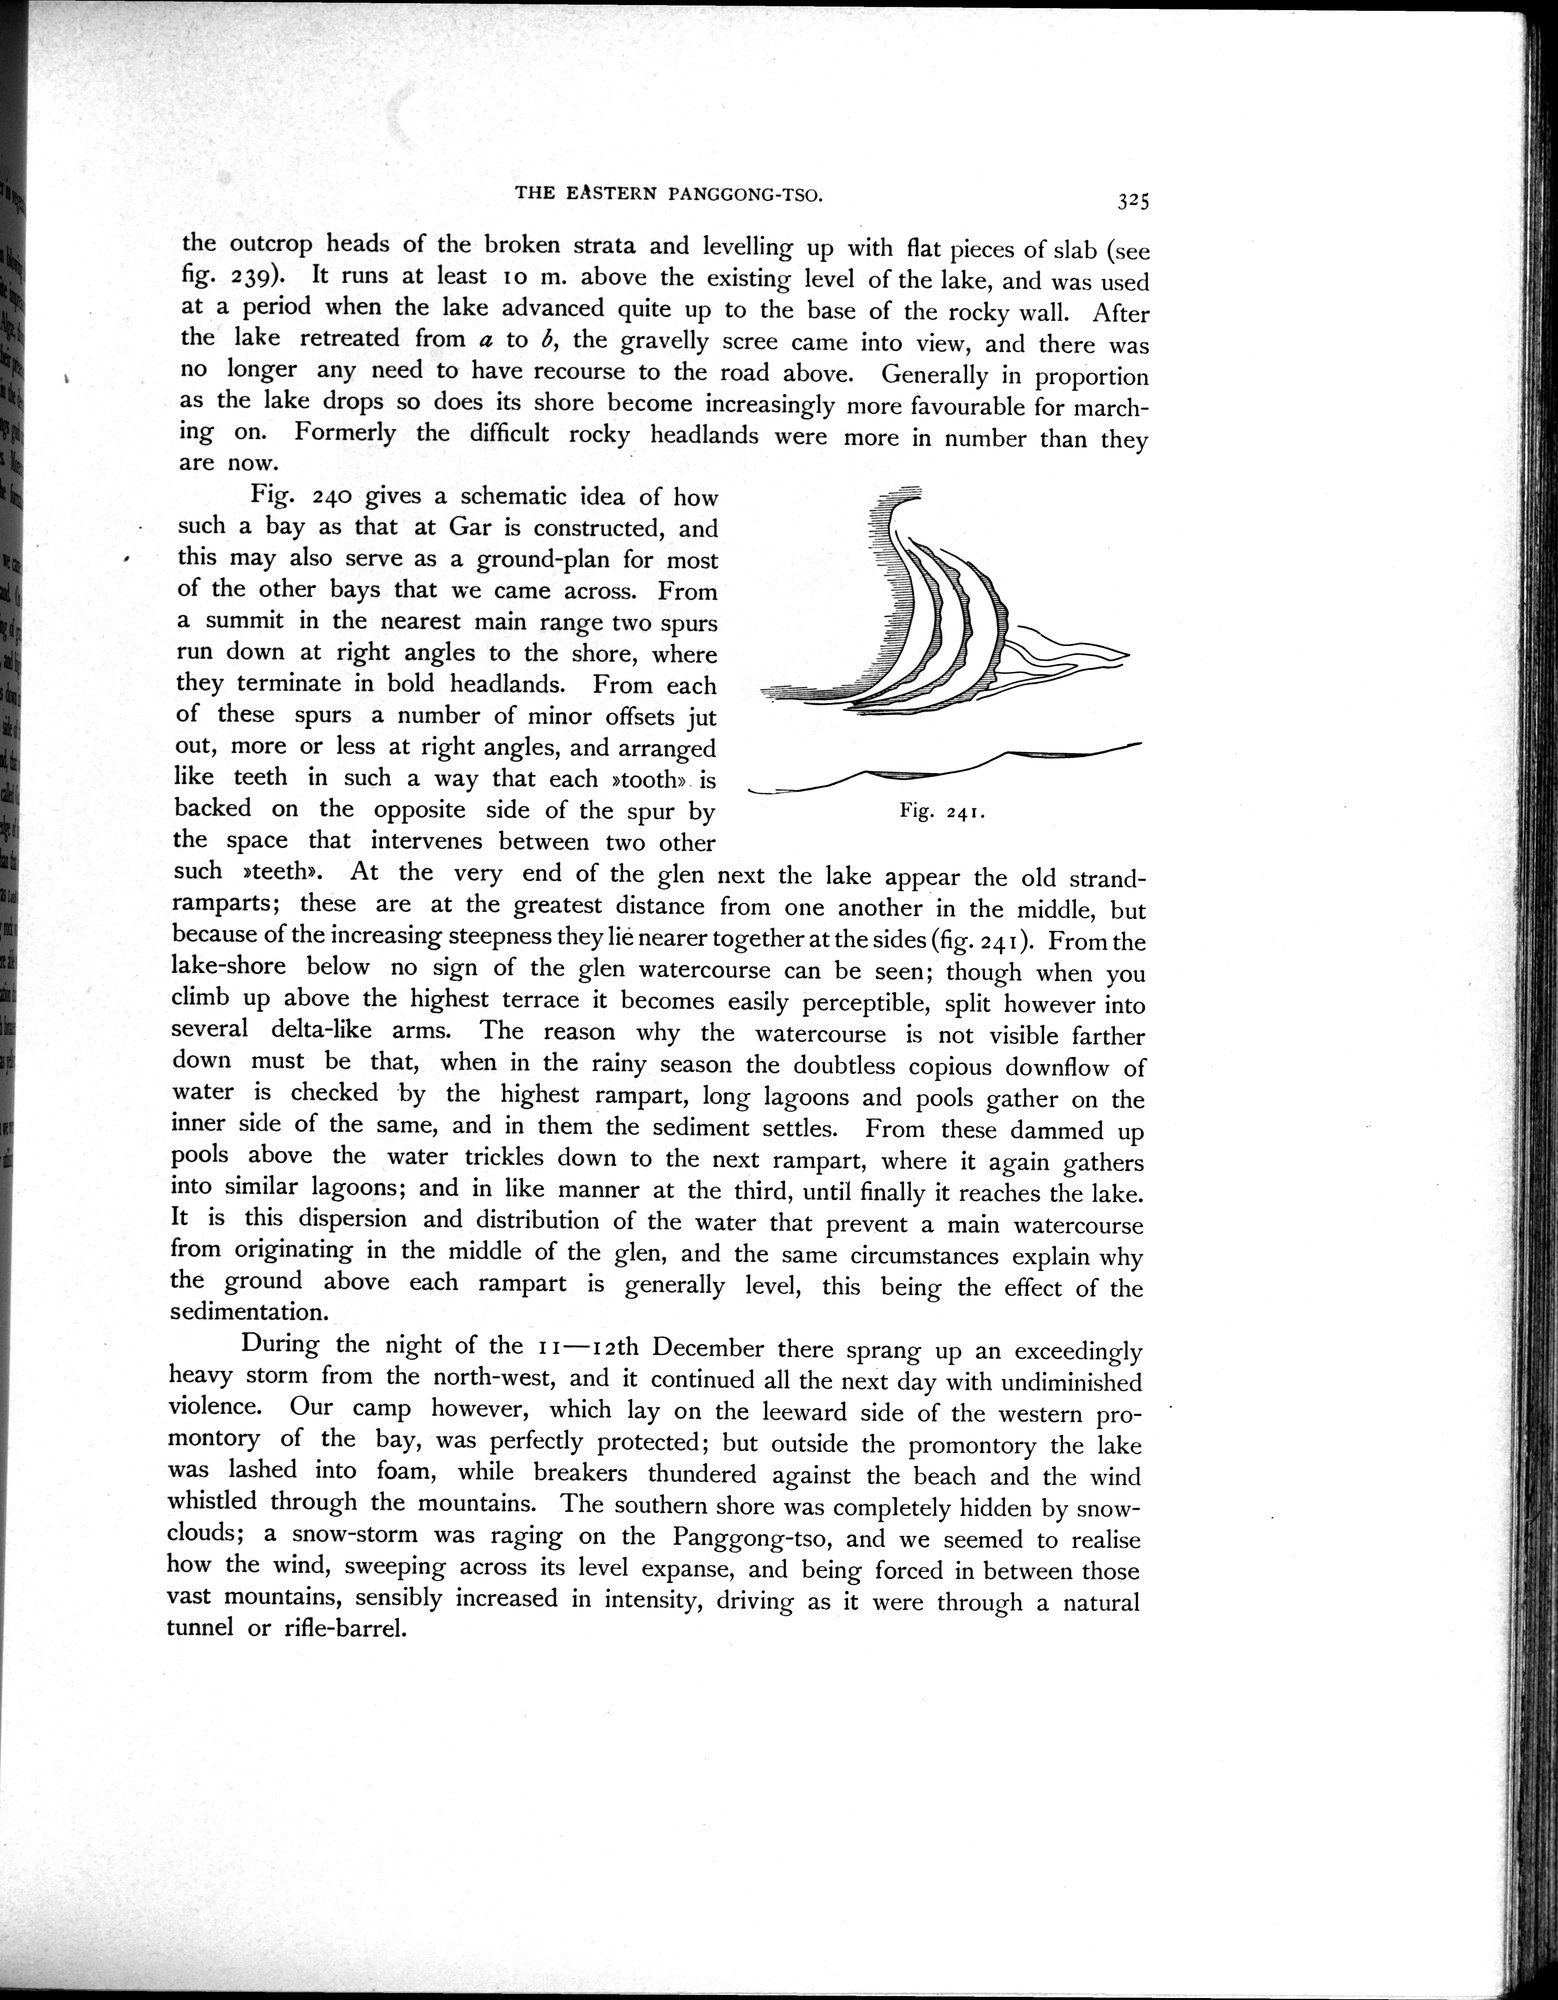 THE EASTERN PANGGONG-TSO.
325
the outcrop heads of the broken strata and levelling up with flat pieces of slab (see
fig. 239). It runs at least 10 m. above the existing level of the lake, and was used
at a period when the lake advanced quite up to the base of the rocky wall. After
the lake retreated from a to b, the gravelly scree came into view, and there was
no longer any need to have recourse to the road above. Generally in proportion
as the lake drops so does its shore become increasingly more favourable for march-
ing on. Formerly the difficult rocky headlands were more in number than they
are now.
Fig. 240 gives a schematic idea of how
such a bay as that at Gar is constructed, and
this may also serve as a ground-plan for most
of the other bays that we came across. From
a summit in the nearest main range two spurs
run down at right angles to the shore, where
they terminate in bold headlands. From each
of these spurs a number of minor offsets jut
out, more or less at right angles, and arranged
like teeth in such a way that each »tooth» is
backed on the opposite side of the spur by
the space that intervenes between two other
Fig. 241.
such »teeth». At the very end of the glen next the lake appear the old strand-
ramparts; these are at the greatest distance from one another in the middle, but
because of the increasing steepness they lie nearer together at the sides (fig. 241). From the
lake-shore below no sign of the glen watercourse can be seen; though when you
climb up above the highest terrace it becomes easily perceptible, split however into
several delta-like arms. The reason why the watercourse is not visible farther
down must be that, when in the rainy season the doubtless copious downflow of
water is checked by the highest rampart, long lagoons and pools gather on the
inner side of the same, and in them the sediment settles. From these dammed up
pools above the water trickles down to the next rampart, where it again gathers
into similar lagoons; and in like manner at the third, until finally it reaches the lake.
It is this dispersion and distribution of the water that prevent a main watercourse
from originating in the middle of the glen, and the same circumstances explain why
the ground above each rampart is generally level, this being the effect of the
sedimentation.
During the night of the 11—12th December there sprang up an exceedingly
heavy storm from the north-west, and it continued all the next day with undiminished
violence. Our camp however, which lay on the leeward side of the western pro-
montory of the bay, was perfectly protected; but outside the promontory the lake
was lashed into foam, while breakers thundered against the beach and the wind
whistled through the mountains. The southern shore was completely hidden by snow-
clouds; a snow-storm was raging on the Panggong-tso, and we seemed to realise
how the wind, sweeping across its level expanse, and being forced in between those
vast mountains, sensibly increased in intensity, driving as it were through a natural
tunnel or rifle-barrel.